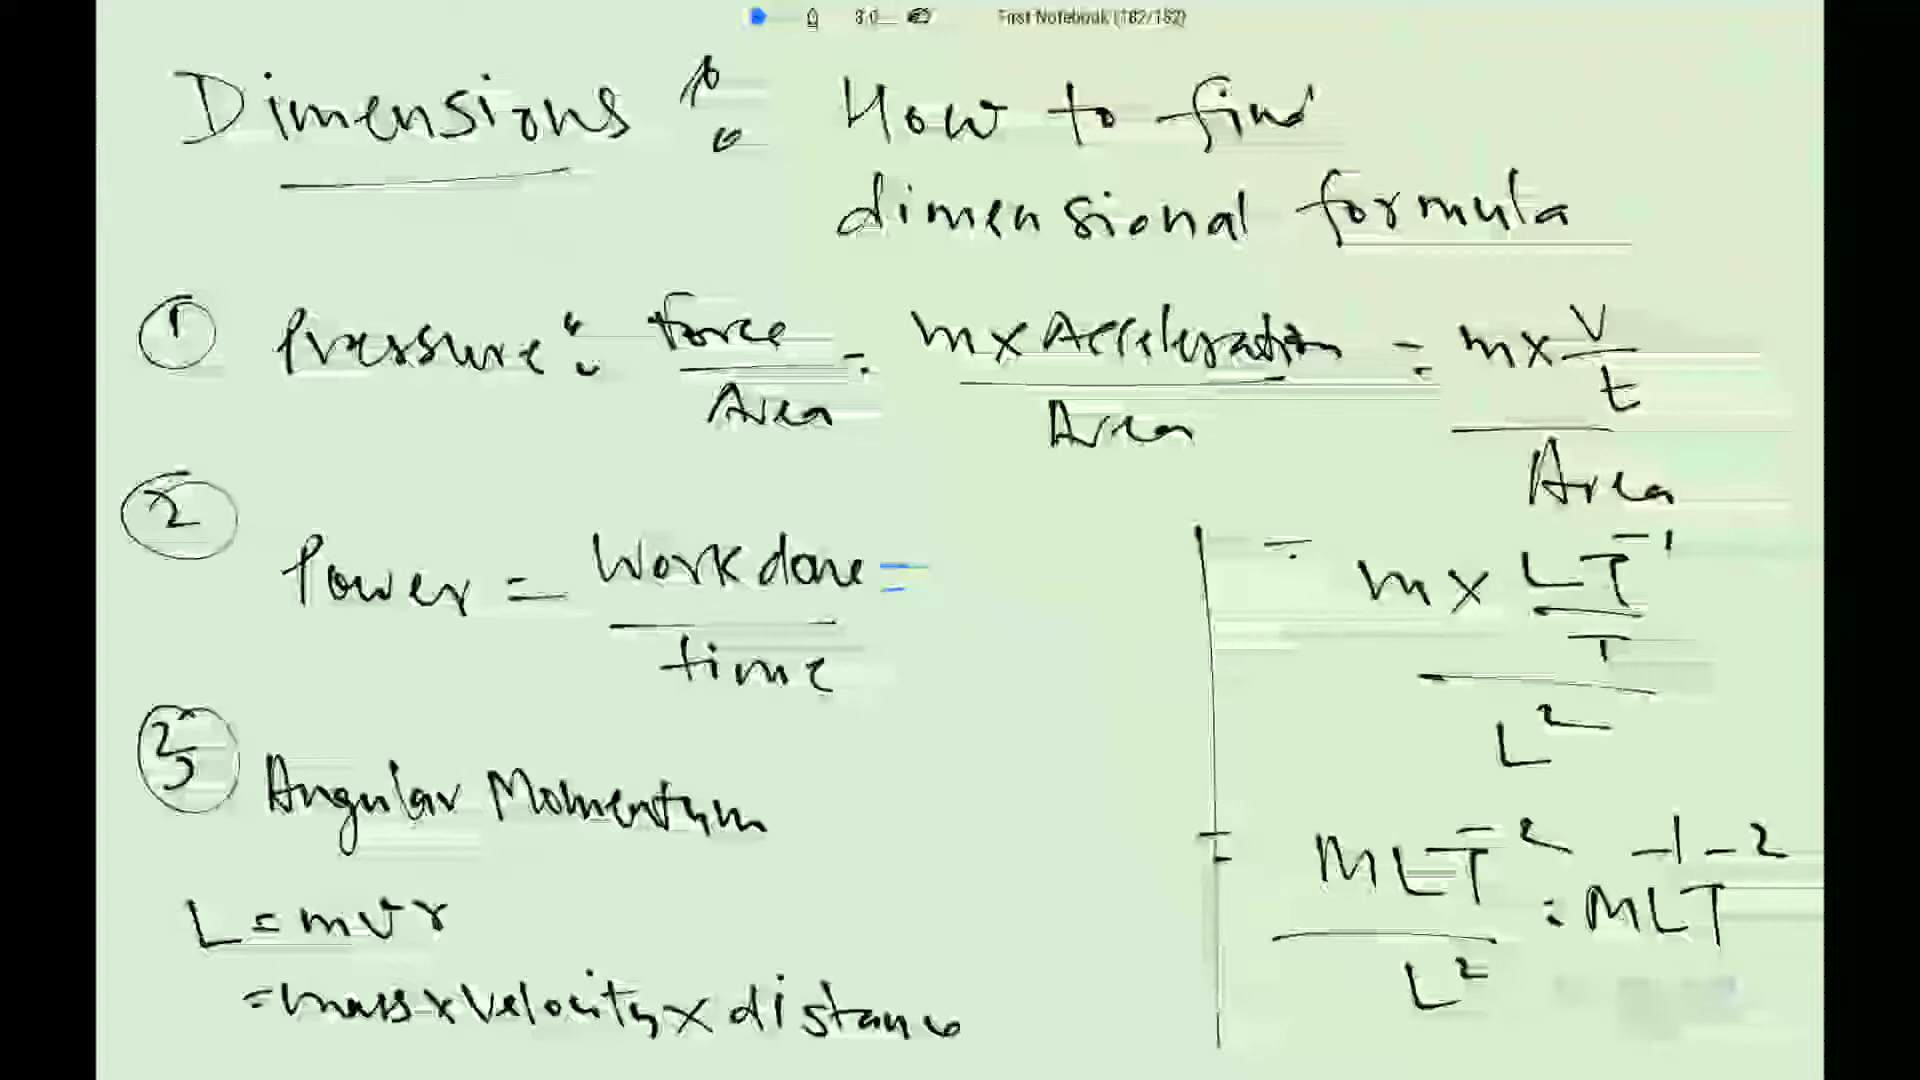 First Notebook (182/182)
Dimensions : How to find
dimensional formula
① Pressure : Force/Area = m x Acceleration/Area = m x V/t / Area
② Power = Work done/time =
= m x LT⁻¹/T / L²
③ Angular Momentum
= MLT⁻²/L² = ML⁻¹T⁻²
L = mvr
= mass x velocity x distance